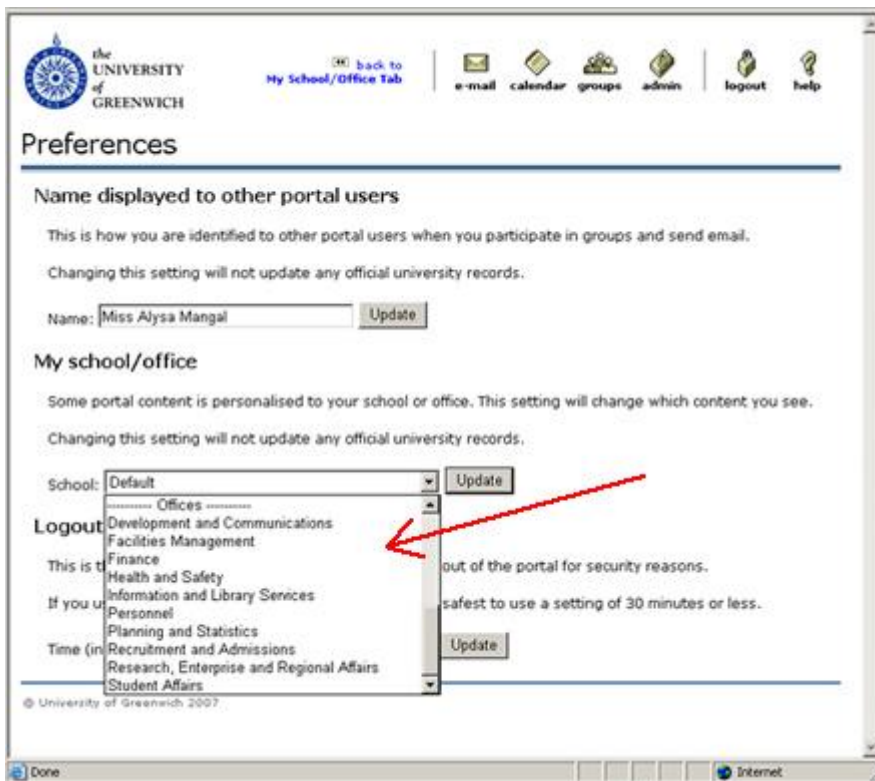 the
UNIVERSITY
of
GREENWICH
back to
My School/Office Tab
e-mail calendar groups admin logout help
Preferences
Name displayed to other portal users
This is how you are identified to other portal users when you participate in groups and send email.
Changing this setting will not update any official university records.
Name: Miss Alysa Mangal Update
My school/office
Some portal content is personalised to your school or office. This setting will change which content you see.
Changing this setting will not update any official university records.
School: Default Update
---------- Offices ----------
Development and Communications
Logout
Facilities Management
Finance
This is t out of the portal for security reasons.
Health and Safety
Information and Library Services
If you u safest to use a setting of 30 minutes or less.
Personnel
Planning and Statistics
Time (in Recruitment and Admissions Update
Research, Enterprise and Regional Affairs
Student Affairs
© University of Greenwich 2007
Done Internet